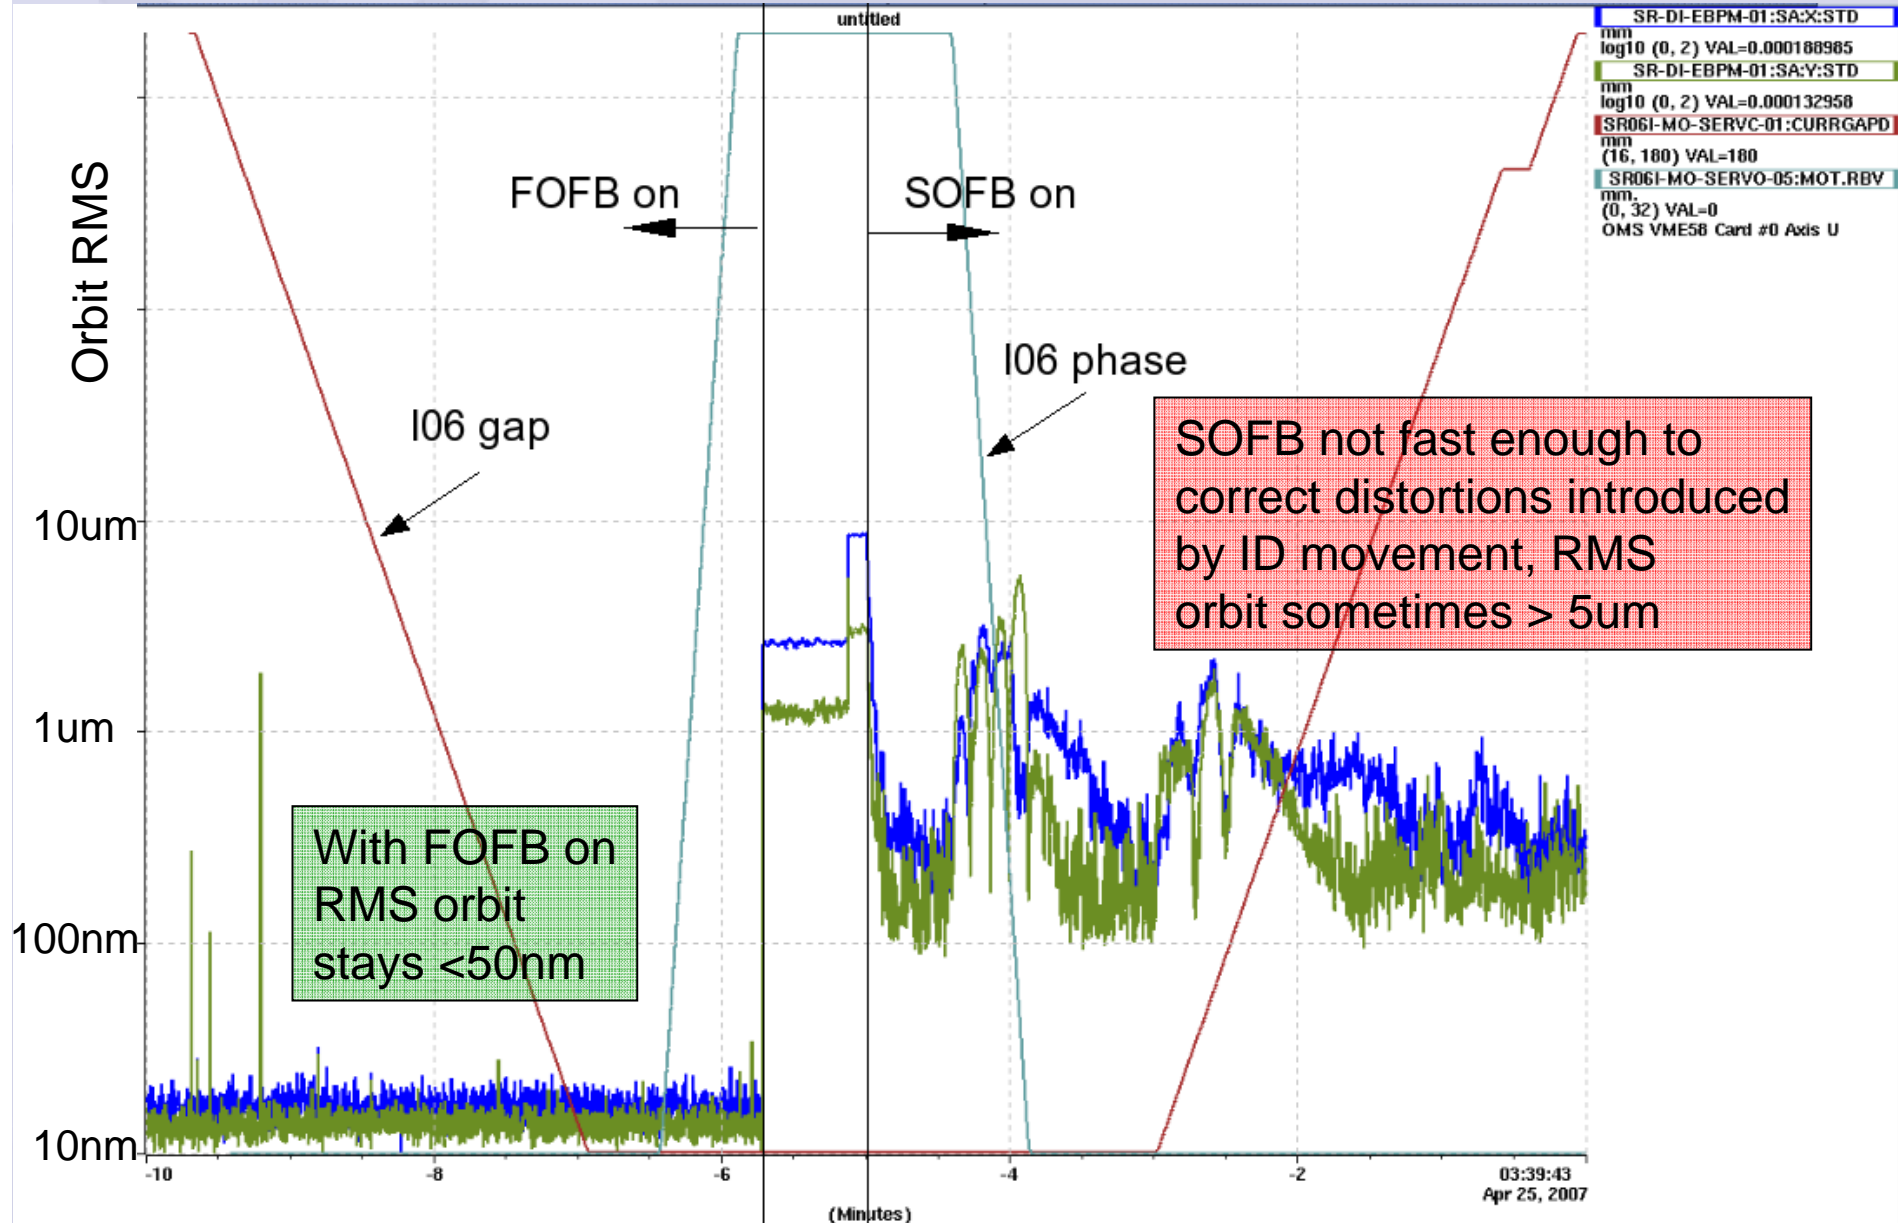 untitled
SR-DI-EBPM-01:SA:X:STD
mm
log10 (0, 2) VAL=0.000188985
SR-DI-EBPM-01:SA:Y:STD
mm
log10 (0, 2) VAL=0.000132958
SR06I-MO-SERVC-01:CURRGAPD
mm
(16, 180) VAL=180
SR06I-MO-SERVO-05:MOT.RBV
mm.
(0, 32) VAL=0
OMS VME58 Card #0 Axis U
Orbit RMS
FOFB on
SOFB on
I06 phase
I06 gap
SOFB not fast enough to
correct distortions introduced
by ID movement, RMS
orbit sometimes > 5um
With FOFB on
RMS orbit
stays <50nm
10um
1um
100nm
10nm
-10
-8
-6
-4
-2
03:39:43
Apr 25, 2007
(Minutes)